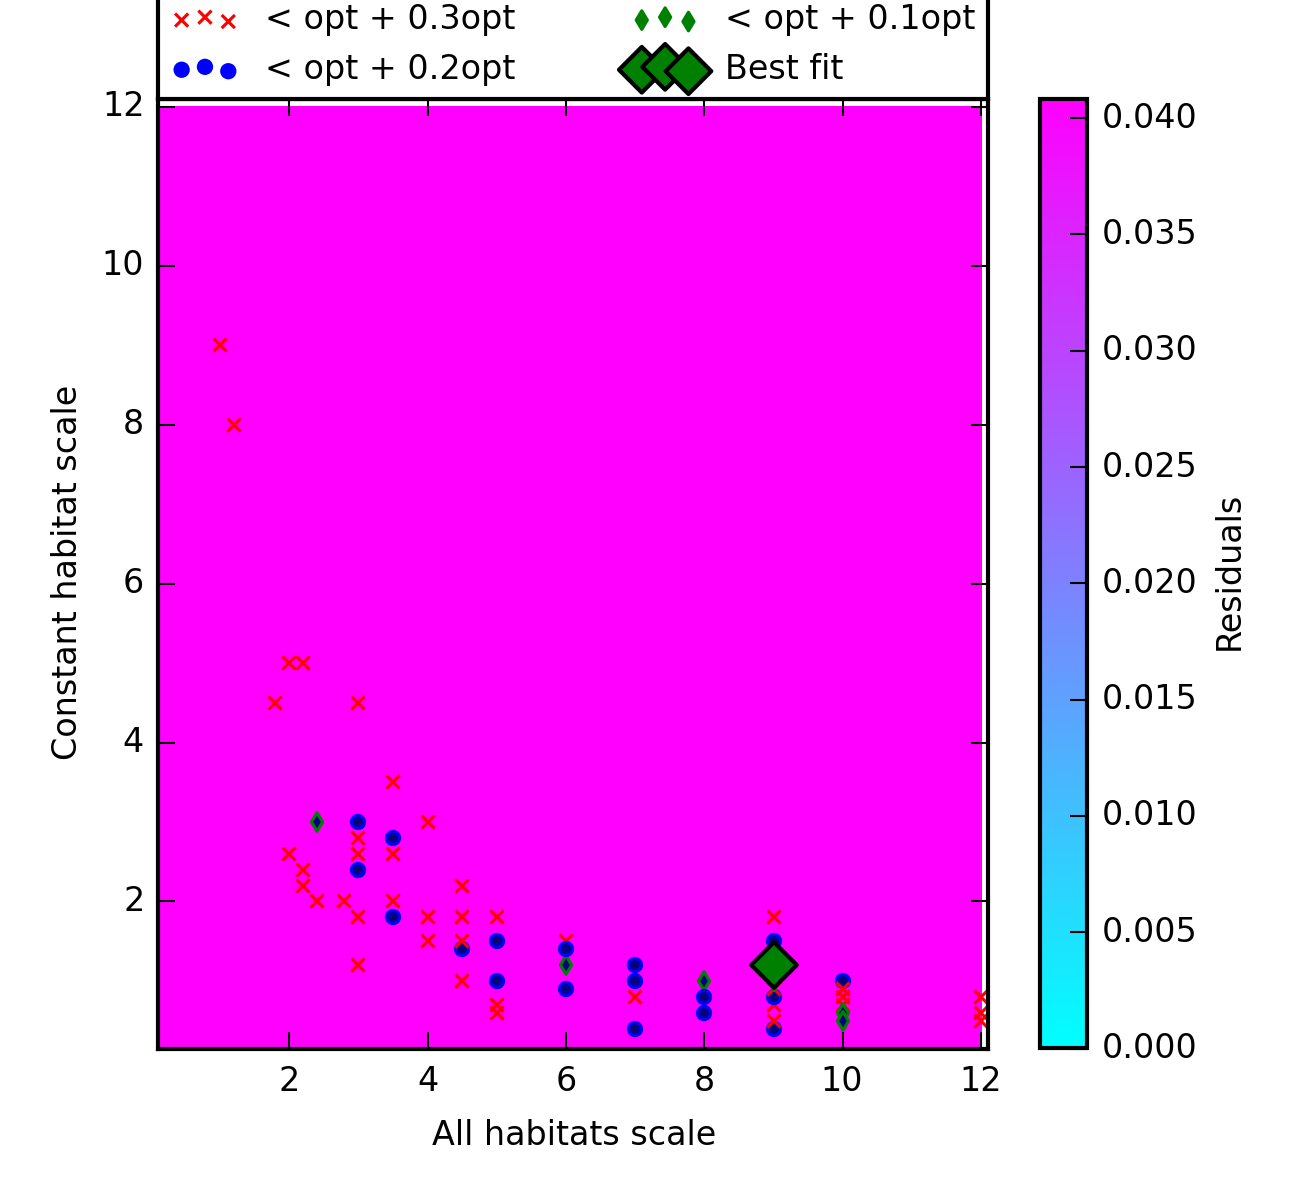 < opt + 0.3opt
< opt + 0.1opt
< opt + 0.2opt
Best fit
12
10
8
6
4
2
Constant habitat scale
2 4 6 8 10 12
All habitats scale
0.040
0.035
0.030
0.025
0.020
0.015
0.010
0.005
0.000
Residuals